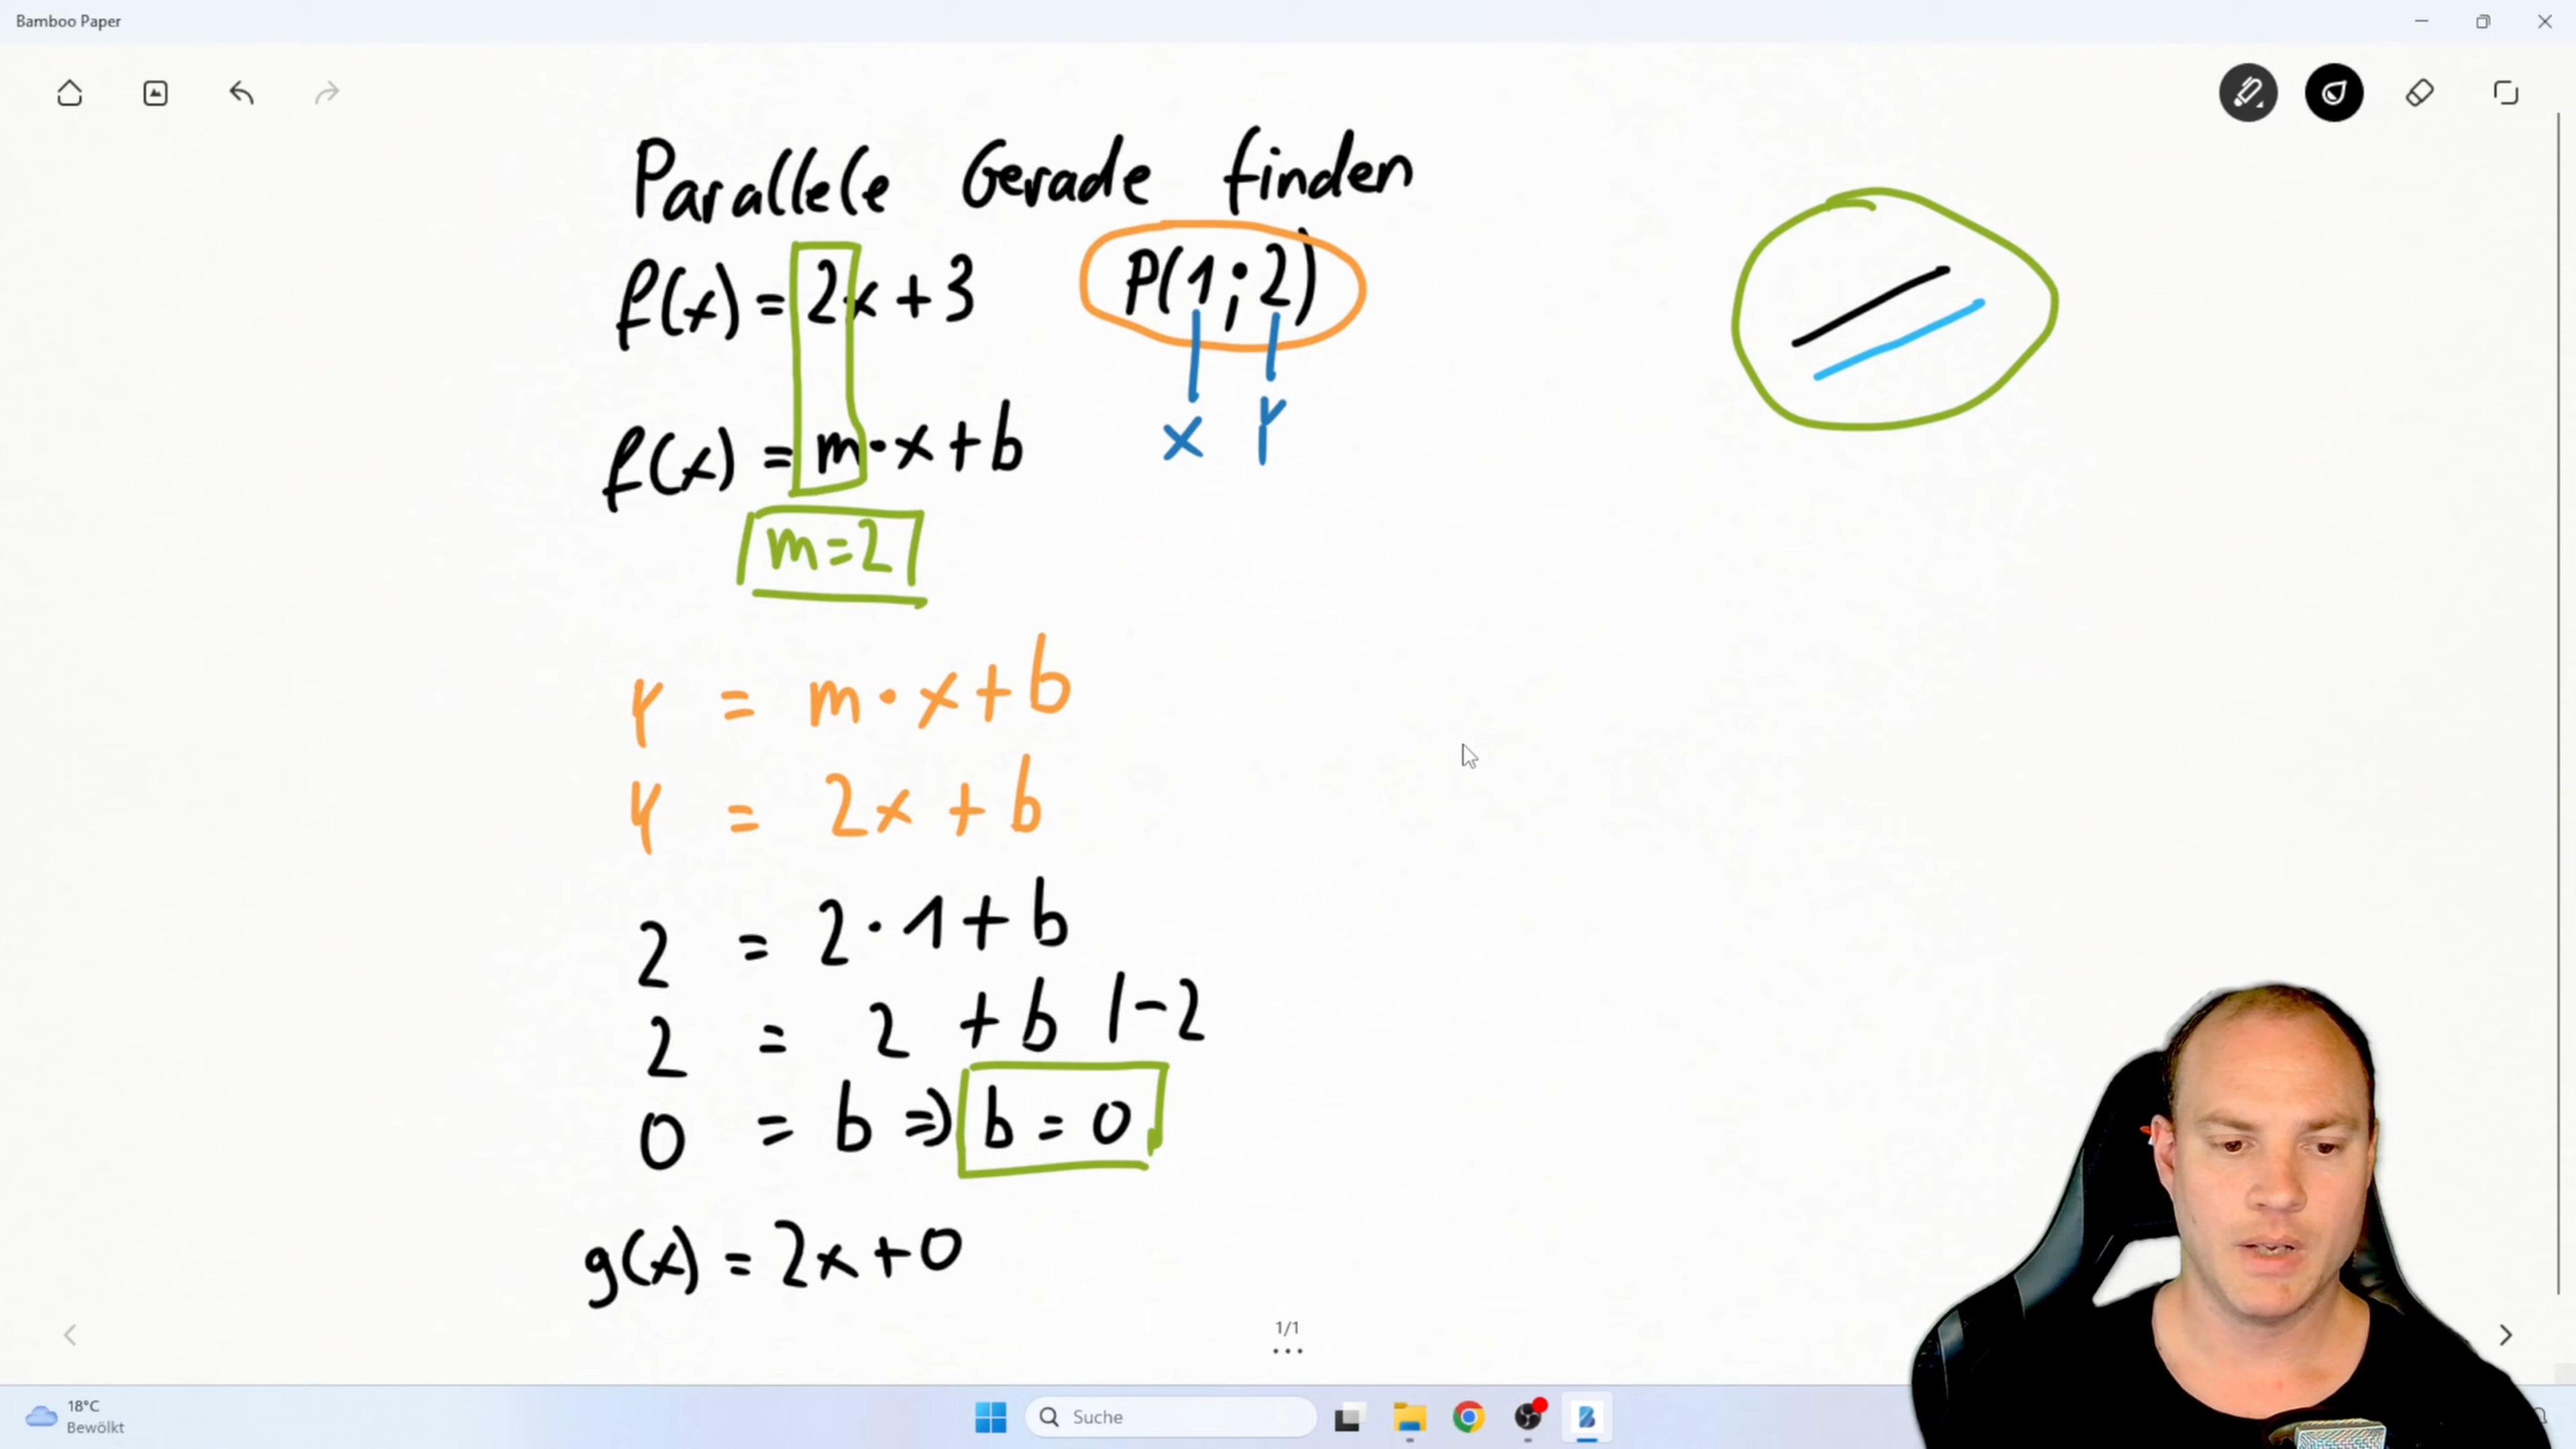 Bamboo Paper
Parallele Gerade finden
f(x) = 2x + 3 P(1;2)
x y
f(x) = m·x + b
m=2
y = m·x + b
y = 2x + b
2 = 2·1 + b
2 = 2 + b |-2
0 = b => b = 0
g(x) = 2x + 0
1/1
18°C
Bewölkt
Suche